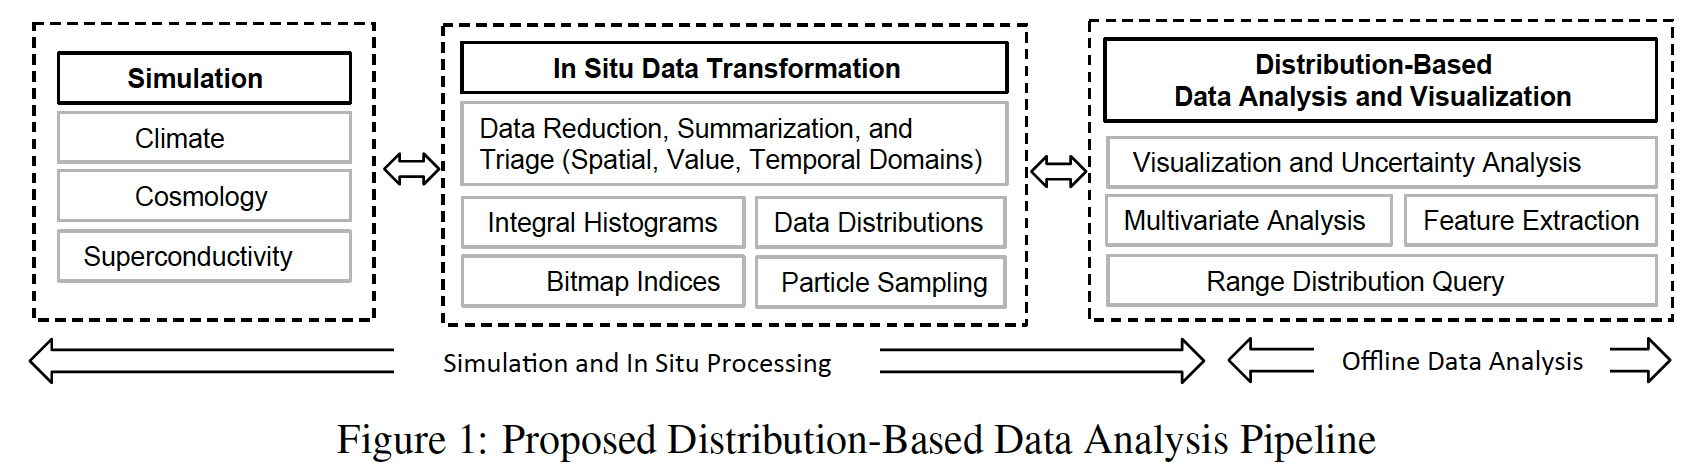 Simulation
Climate
Cosmology
Superconductivity
In Situ Data Transformation
Data Reduction, Summarization, and
Triage (Spatial, Value, Temporal Domains)
Integral Histograms
Data Distributions
Bitmap Indices
Particle Sampling
Distribution-Based
Data Analysis and Visualization
Visualization and Uncertainty Analysis
Multivariate Analysis
Feature Extraction
Range Distribution Query
Simulation and In Situ Processing
Offline Data Analysis
Figure 1: Proposed Distribution-Based Data Analysis Pipeline